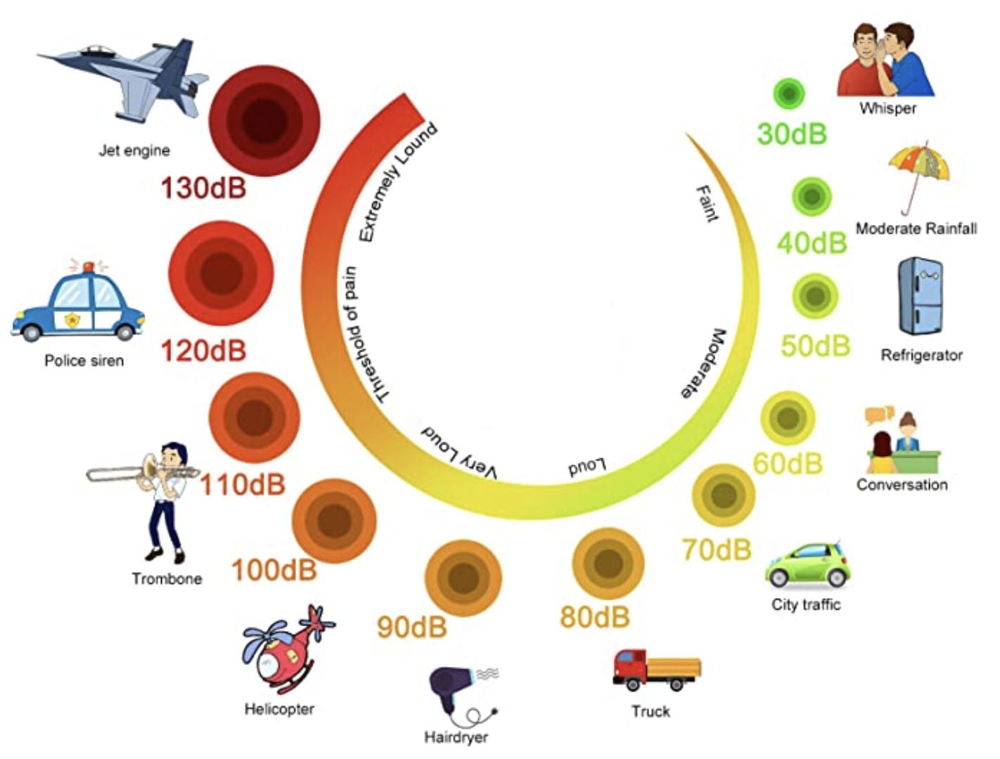 Jet engine
130dB
Police siren
120dB
Trombone
110dB
Helicopter
100dB
Hairdryer
90dB
Truck
80dB
City traffic
70dB
Conversation
60dB
Refrigerator
50dB
Moderate Rainfall
40dB
Whisper
30dB
Extremely Lound
Threshold of pain
Very Loud
Loud
Moderate
Faint